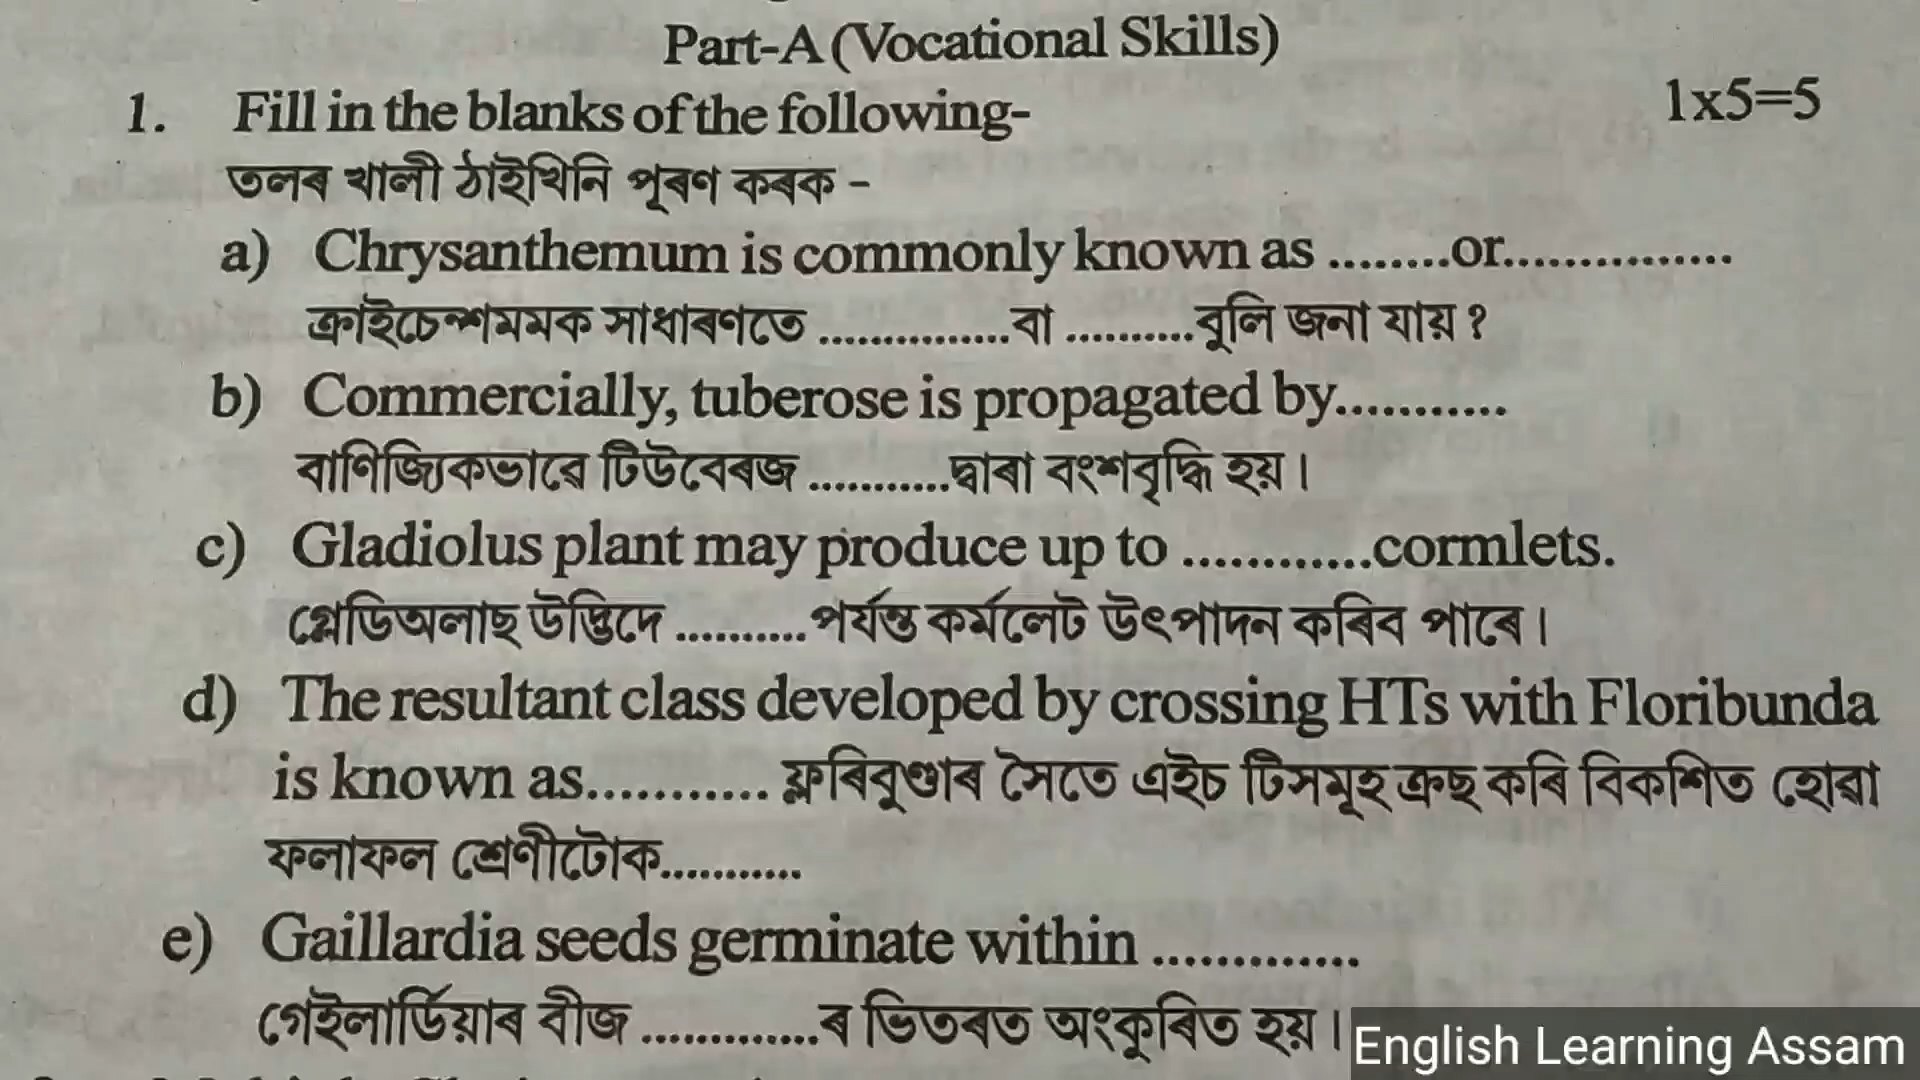 Part-A (Vocational Skills)
1. Fill in the blanks of the following- 1x5=5
তলৰ খালী ঠাইখিনি পূৰণ কৰক -
a) Chrysanthemum is commonly known as ........or...............
ক্ৰাইচেন্শমমক সাধাৰণতে ...............বা ..........বুলি জনা যায় ?
b) Commercially, tuberose is propagated by...........
বাণিজ্যিকভাৱে টিউবেৰজ ...........দ্বাৰা বংশবৃদ্ধি হয়।
c) Gladiolus plant may produce up to ............cormlets.
গ্লেডিঅলাছ উদ্ভিদে .......... পৰ্যন্ত কৰ্মলেট উৎপাদন কৰিব পাৰে।
d) The resultant class developed by crossing HTs with Floribunda
is known as........... ফ্লৰিবুণ্ডাৰ সৈতে এইচ টিসমূহ ক্ৰছ কৰি বিকশিত হোৱা
ফলাফল শ্ৰেণীটোক...........
e) Gaillardia seeds germinate within .............
গেইলাৰ্ডিয়াৰ বীজ .............ৰ ভিতৰত অংকুৰিত হয়।
English Learning Assam